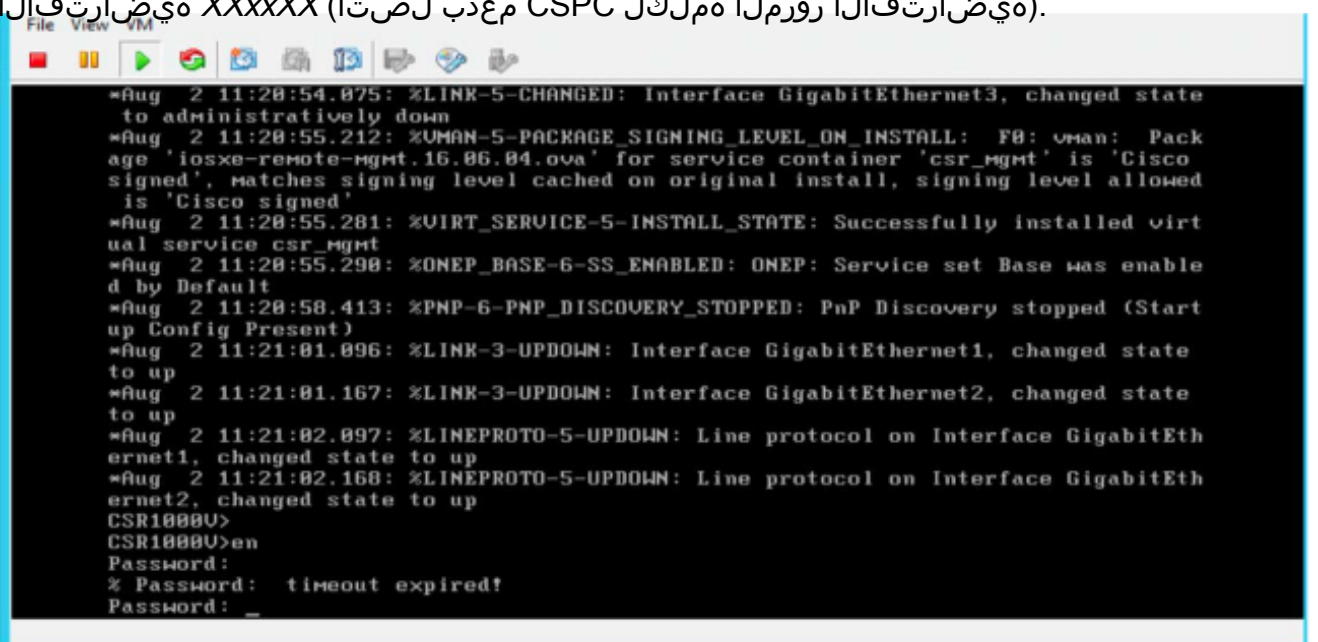 الافتراضية XXxxXX (اتصل بدعم CSPC لكلمة المرور الافتراضية).
File View VM
*Aug  2 11:20:54.075: %LINK-5-CHANGED: Interface GigabitEthernet3, changed state
 to administratively down
*Aug  2 11:20:55.212: %VMAN-5-PACKAGE_SIGNING_LEVEL_ON_INSTALL:  F0: vman:  Pack
age 'iosxe-remote-mgmt.16.06.04.ova' for service container 'csr_mgmt' is 'Cisco
signed', matches signing level cached on original install, signing level allowed
 is 'Cisco signed'
*Aug  2 11:20:55.281: %VIRT_SERVICE-5-INSTALL_STATE: Successfully installed virt
ual service csr_mgmt
*Aug  2 11:20:55.290: %ONEP_BASE-6-SS_ENABLED: ONEP: Service set Base was enable
d by Default
*Aug  2 11:20:58.413: %PNP-6-PNP_DISCOVERY_STOPPED: PnP Discovery stopped (Start
up Config Present)
*Aug  2 11:21:01.096: %LINK-3-UPDOWN: Interface GigabitEthernet1, changed state
to up
*Aug  2 11:21:01.167: %LINK-3-UPDOWN: Interface GigabitEthernet2, changed state
to up
*Aug  2 11:21:02.097: %LINEPROTO-5-UPDOWN: Line protocol on Interface GigabitEth
ernet1, changed state to up
*Aug  2 11:21:02.168: %LINEPROTO-5-UPDOWN: Line protocol on Interface GigabitEth
ernet2, changed state to up
CSR1000V>
CSR1000V>en
Password:
% Password:  timeout expired!
Password: _